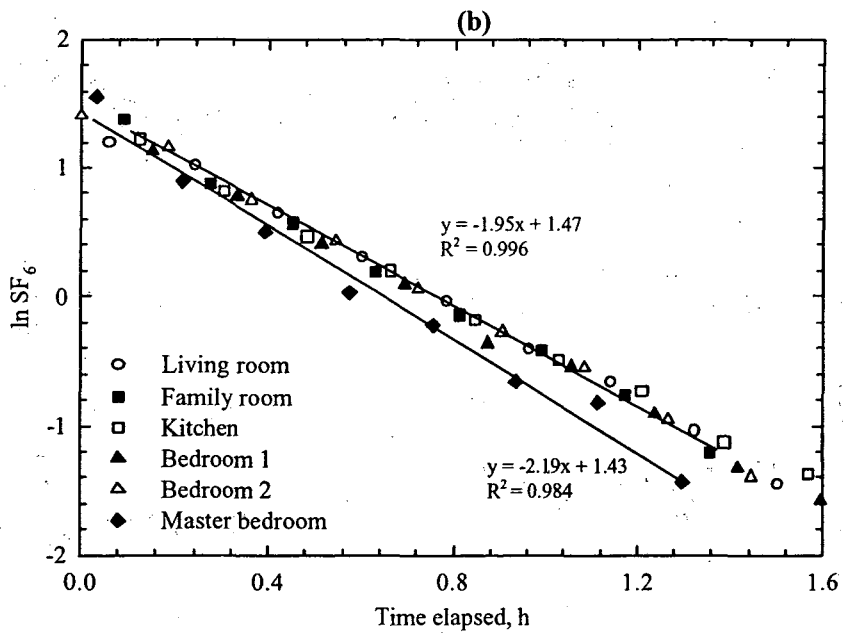 (b)
2
1
0
-1
-2
ln SF₆
y = -1.95x + 1.47
R² = 0.996
Living room
Family room
Kitchen
Bedroom 1
Bedroom 2
Master bedroom
y = -2.19x + 1.43
R² = 0.984
0.0 0.4 0.8 1.2 1.6
Time elapsed, h